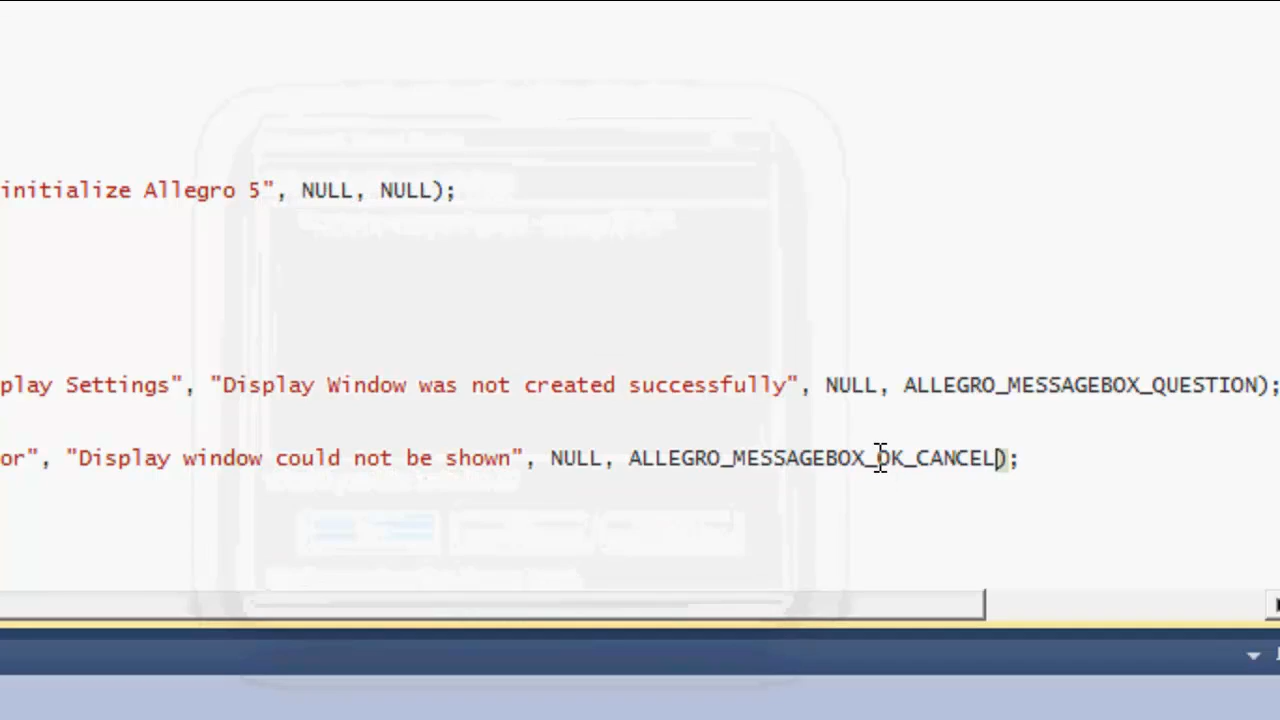 initialize Allegro 5", NULL, NULL);
play Settings", "Display Window was not created successfully", NULL, ALLEGRO_MESSAGEBOX_QUESTION);
or", "Display window could not be shown", NULL, ALLEGRO_MESSAGEBOX_OK_CANCEL);